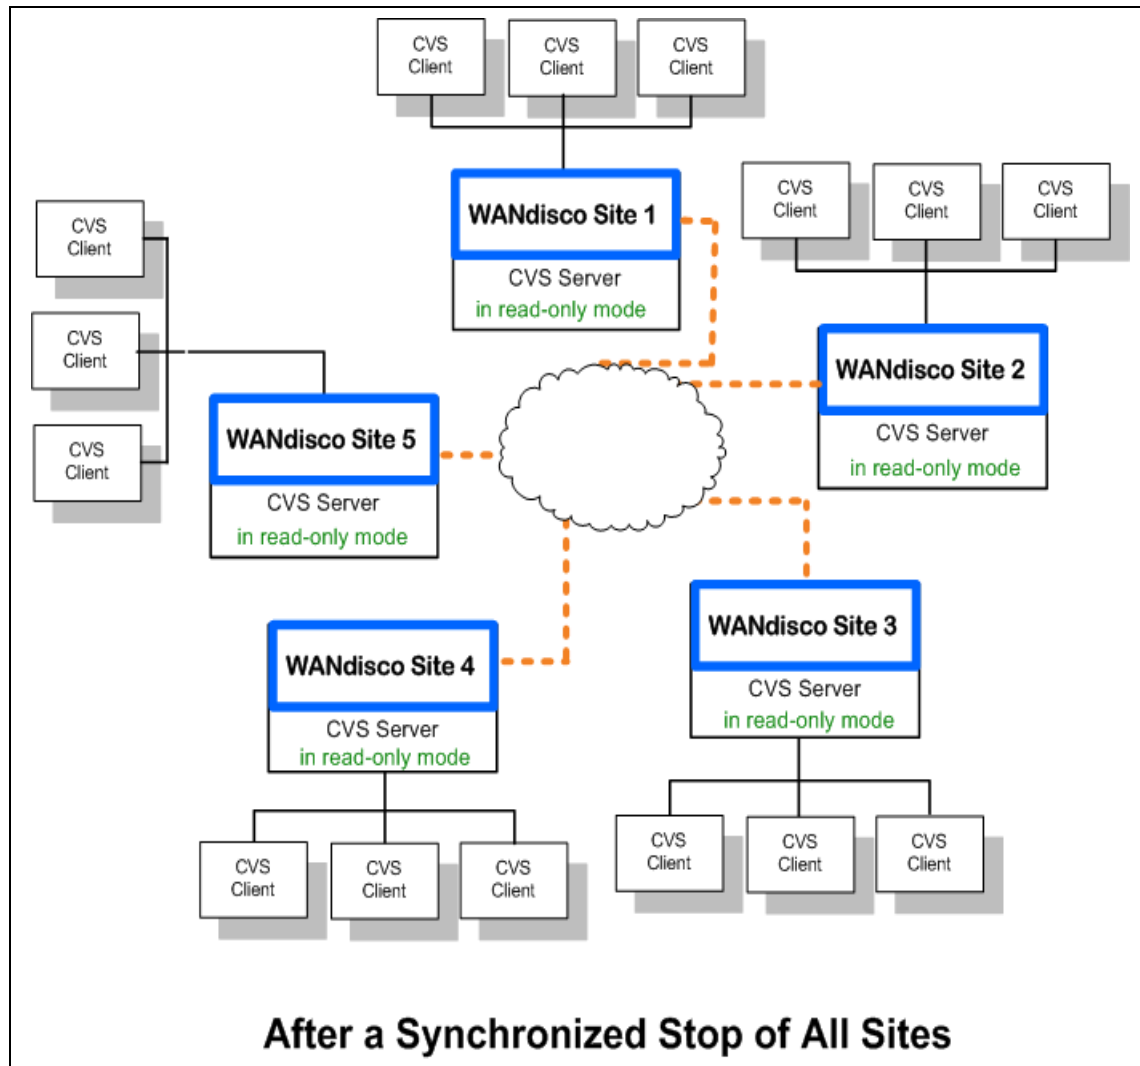 CVS
Client
CVS
Client
CVS
Client
WANdisco Site 1
CVS Server
in read-only mode
CVS
Client
CVS
Client
CVS
Client
WANdisco Site 2
CVS Server
in read-only mode
CVS
Client
CVS
Client
CVS
Client
WANdisco Site 5
CVS Server
in read-only mode
WANdisco Site 3
CVS Server
in read-only mode
CVS
Client
CVS
Client
CVS
Client
WANdisco Site 4
CVS Server
in read-only mode
CVS
Client
CVS
Client
CVS
Client
After a Synchronized Stop of All Sites